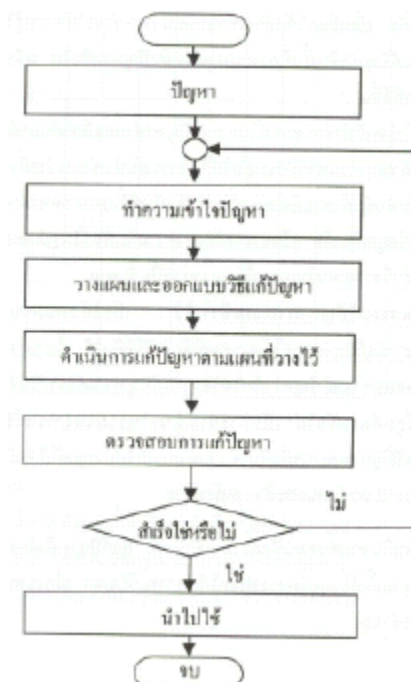 ปัญหา
ทำความเข้าใจปัญหา
วางแผนและออกแบบวิธีแก้ปัญหา
ดำเนินการแก้ปัญหาตามแผนที่วางไว้
ตรวจสอบการแก้ปัญหา
สำเร็จใช่หรือไม่
ไม่
ใช่
นำไปใช้
จบ